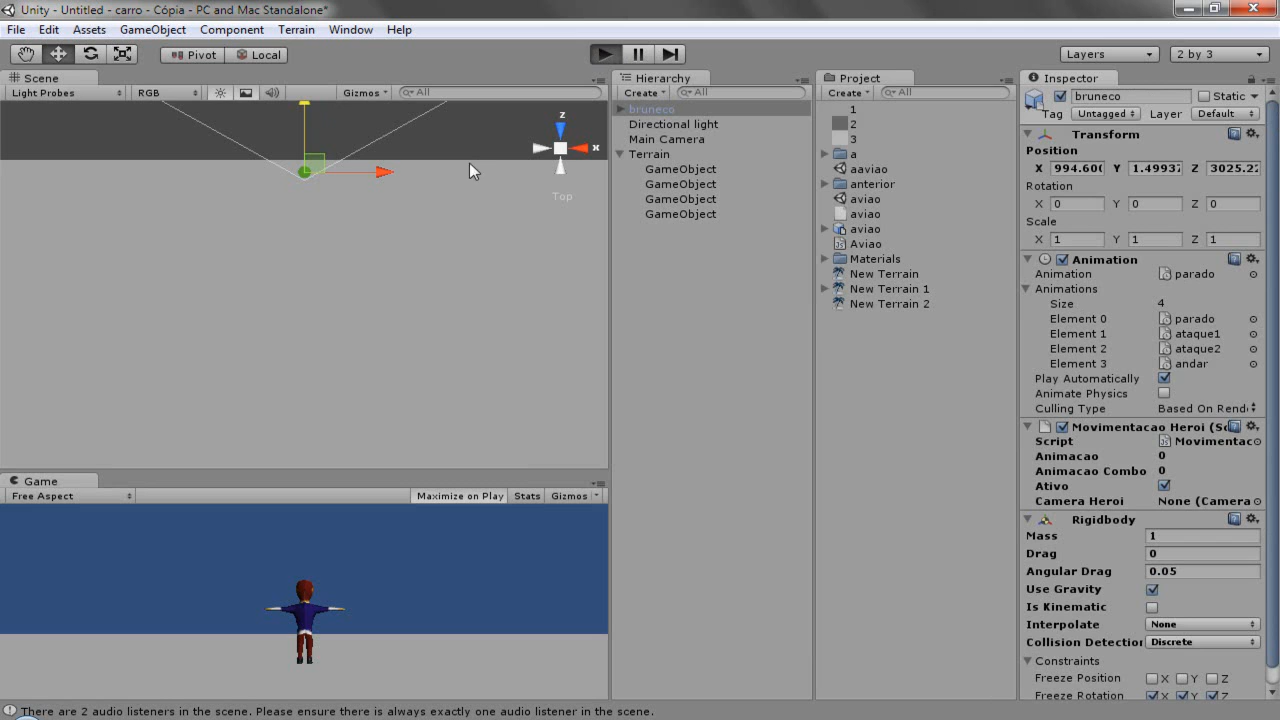 Unity - Untitled - carro - Cópia - PC and Mac Standalone*
File Edit Assets GameObject Component Terrain Window Help
Pivot Local Layers 2 by 3
Scene
Light Probes RGB Gizmos All
z
x
Top
Game
Free Aspect Maximize on Play Stats Gizmos
Hierarchy
Create All
bruneco
Directional light
Main Camera
Terrain
GameObject
GameObject
GameObject
GameObject
Project
Create All
1
2
3
a
aaviao
anterior
aviao
aviao
aviao
Aviao
Materials
New Terrain
New Terrain 1
New Terrain 2
Inspector
bruneco Static
Tag Untagged Layer Default
Transform
Position
X 994.60( Y 1.4993 Z 3025.22
Rotation
X 0 Y 0 Z 0
Scale
X 1 Y 1 Z 1
Animation
Animation parado
Animations
Size 4
Element 0 parado
Element 1 ataque1
Element 2 ataque2
Element 3 andar
Play Automatically
Animate Physics
Culling Type Based On Rend
Movimentacao Heroi (Sc
Script Movimentac
Animacao 0
Animacao Combo 0
Ativo
Camera Heroi None (Camera
Rigidbody
Mass 1
Drag 0
Angular Drag 0.05
Use Gravity
Is Kinematic
Interpolate None
Collision Detection Discrete
Constraints
Freeze Position X Y Z
Freeze Rotation X Y Z
There are 2 audio listeners in the scene. Please ensure there is always exactly one audio listener in the scene.